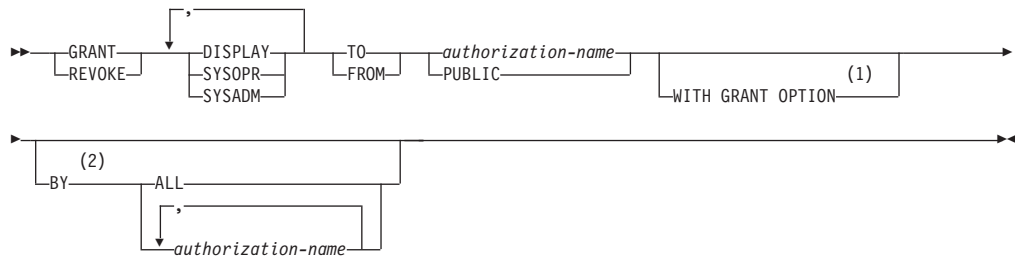 ,
GRANT DISPLAY TO authorization-name
REVOKE SYSOPR FROM PUBLIC (1)
SYSADM WITH GRANT OPTION
(2)
BY ALL
,
authorization-name